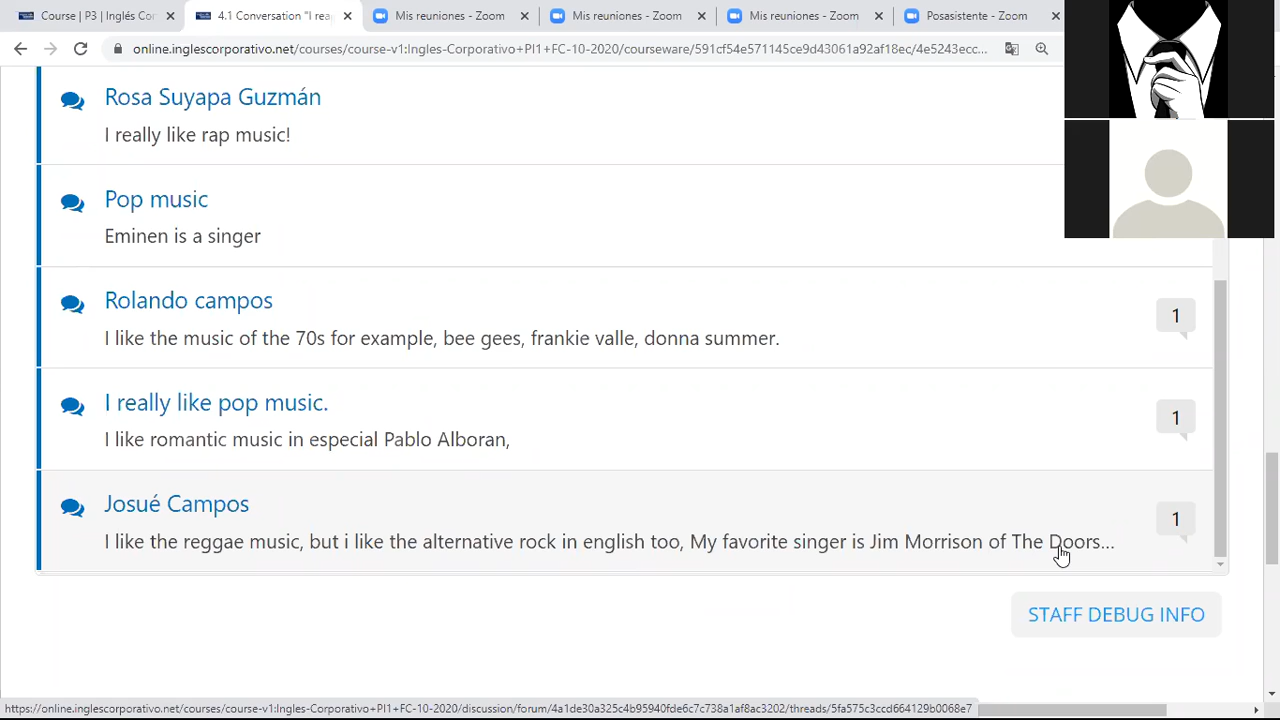 Course | P3 | Inglés Co
4.1 Conversation "I rea
Mis reuniones - Zoom
Mis reuniones - Zoom
Mis reuniones - Zoom
Posasistente - Zoom
online.inglescorporativo.net/courses/course-v1:Ingles-Corporativo+PI1+FC-10-2020/courseware/591cf54e571145ce9d43061a92af18ec/4e5243ecc...
Rosa Suyapa Guzmán
I really like rap music!
Pop music
Eminen is a singer
Rolando campos
I like the music of the 70s for example, bee gees, frankie valle, donna summer.
1
I really like pop music.
I like romantic music in especial Pablo Alboran,
1
Josué Campos
I like the reggae music, but i like the alternative rock in english too, My favorite singer is Jim Morrison of The Doors...
1
STAFF DEBUG INFO
https://online.inglescorporativo.net/courses/course-v1:Ingles-Corporativo+PI1+FC-10-2020/discussion/forum/4a1de30a325c4b95940fde6c7c738a1af8ac3202/threads/5fa575c3ccd664129b0068e7